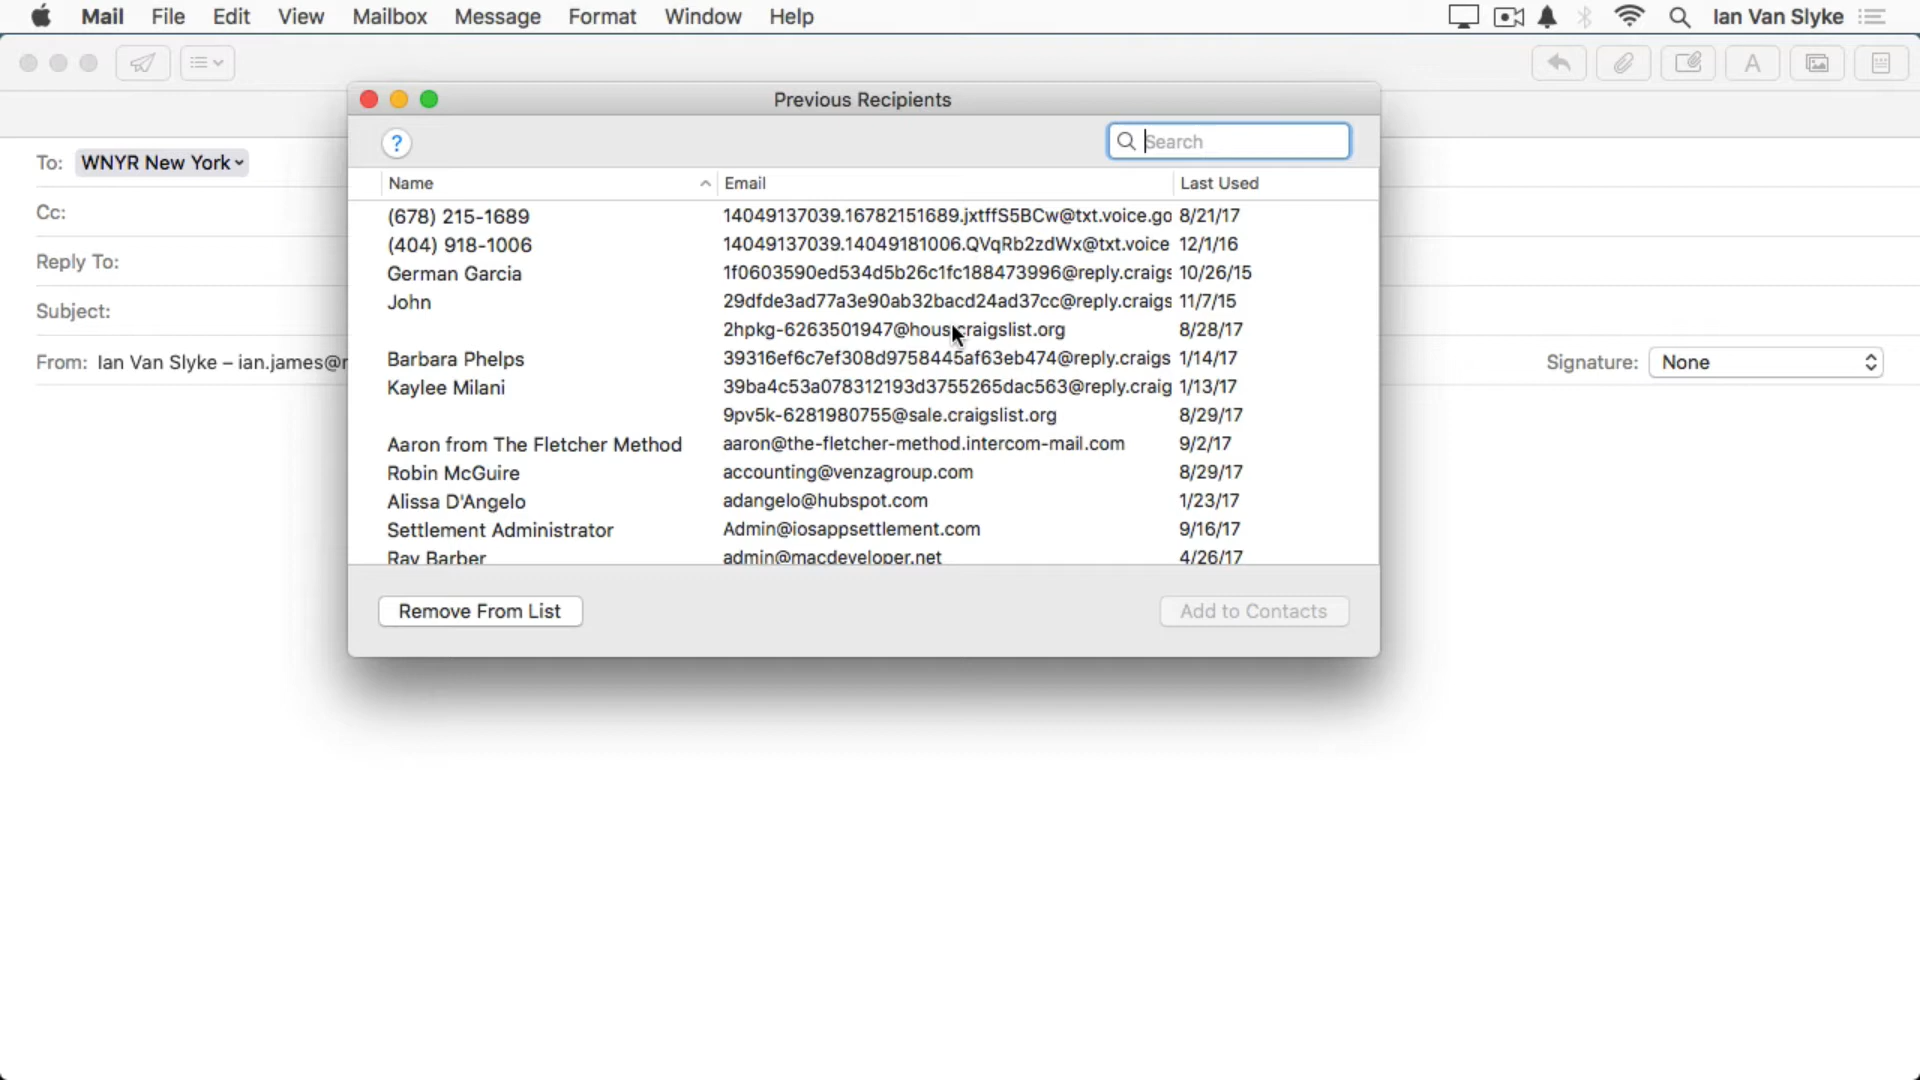 Mail File Edit View Mailbox Message Format Window Help Ian Van Slyke
Previous Recipients
?
Search
To: WNYR New York
Cc:
Reply To:
Subject:
From: Ian Van Slyke – ian.james@
Signature: None
Name Email Last Used
(678) 215-1689 14049137039.16782151689.jxtffS5BCw@txt.voice.go 8/21/17
(404) 918-1006 14049137039.14049181006.QVqRb2zdWx@txt.voice 12/1/16
German Garcia 1f0603590ed534d5b26c1fc188473996@reply.craigs 10/26/15
John 29dfde3ad77a3e90ab32bacd24ad37cc@reply.craigs 11/7/15
2hpkg-6263501947@hous.craigslist.org 8/28/17
Barbara Phelps 39316ef6c7ef308d9758445af63eb474@reply.craigs 1/14/17
Kaylee Milani 39ba4c53a078312193d3755265dac563@reply.craig 1/13/17
9pv5k-6281980755@sale.craigslist.org 8/29/17
Aaron from The Fletcher Method aaron@the-fletcher-method.intercom-mail.com 9/2/17
Robin McGuire accounting@venzagroup.com 8/29/17
Alissa D'Angelo adangelo@hubspot.com 1/23/17
Settlement Administrator Admin@iosappsettlement.com 9/16/17
Ray Barber admin@macdeveloper.net 4/26/17
Remove From List Add to Contacts